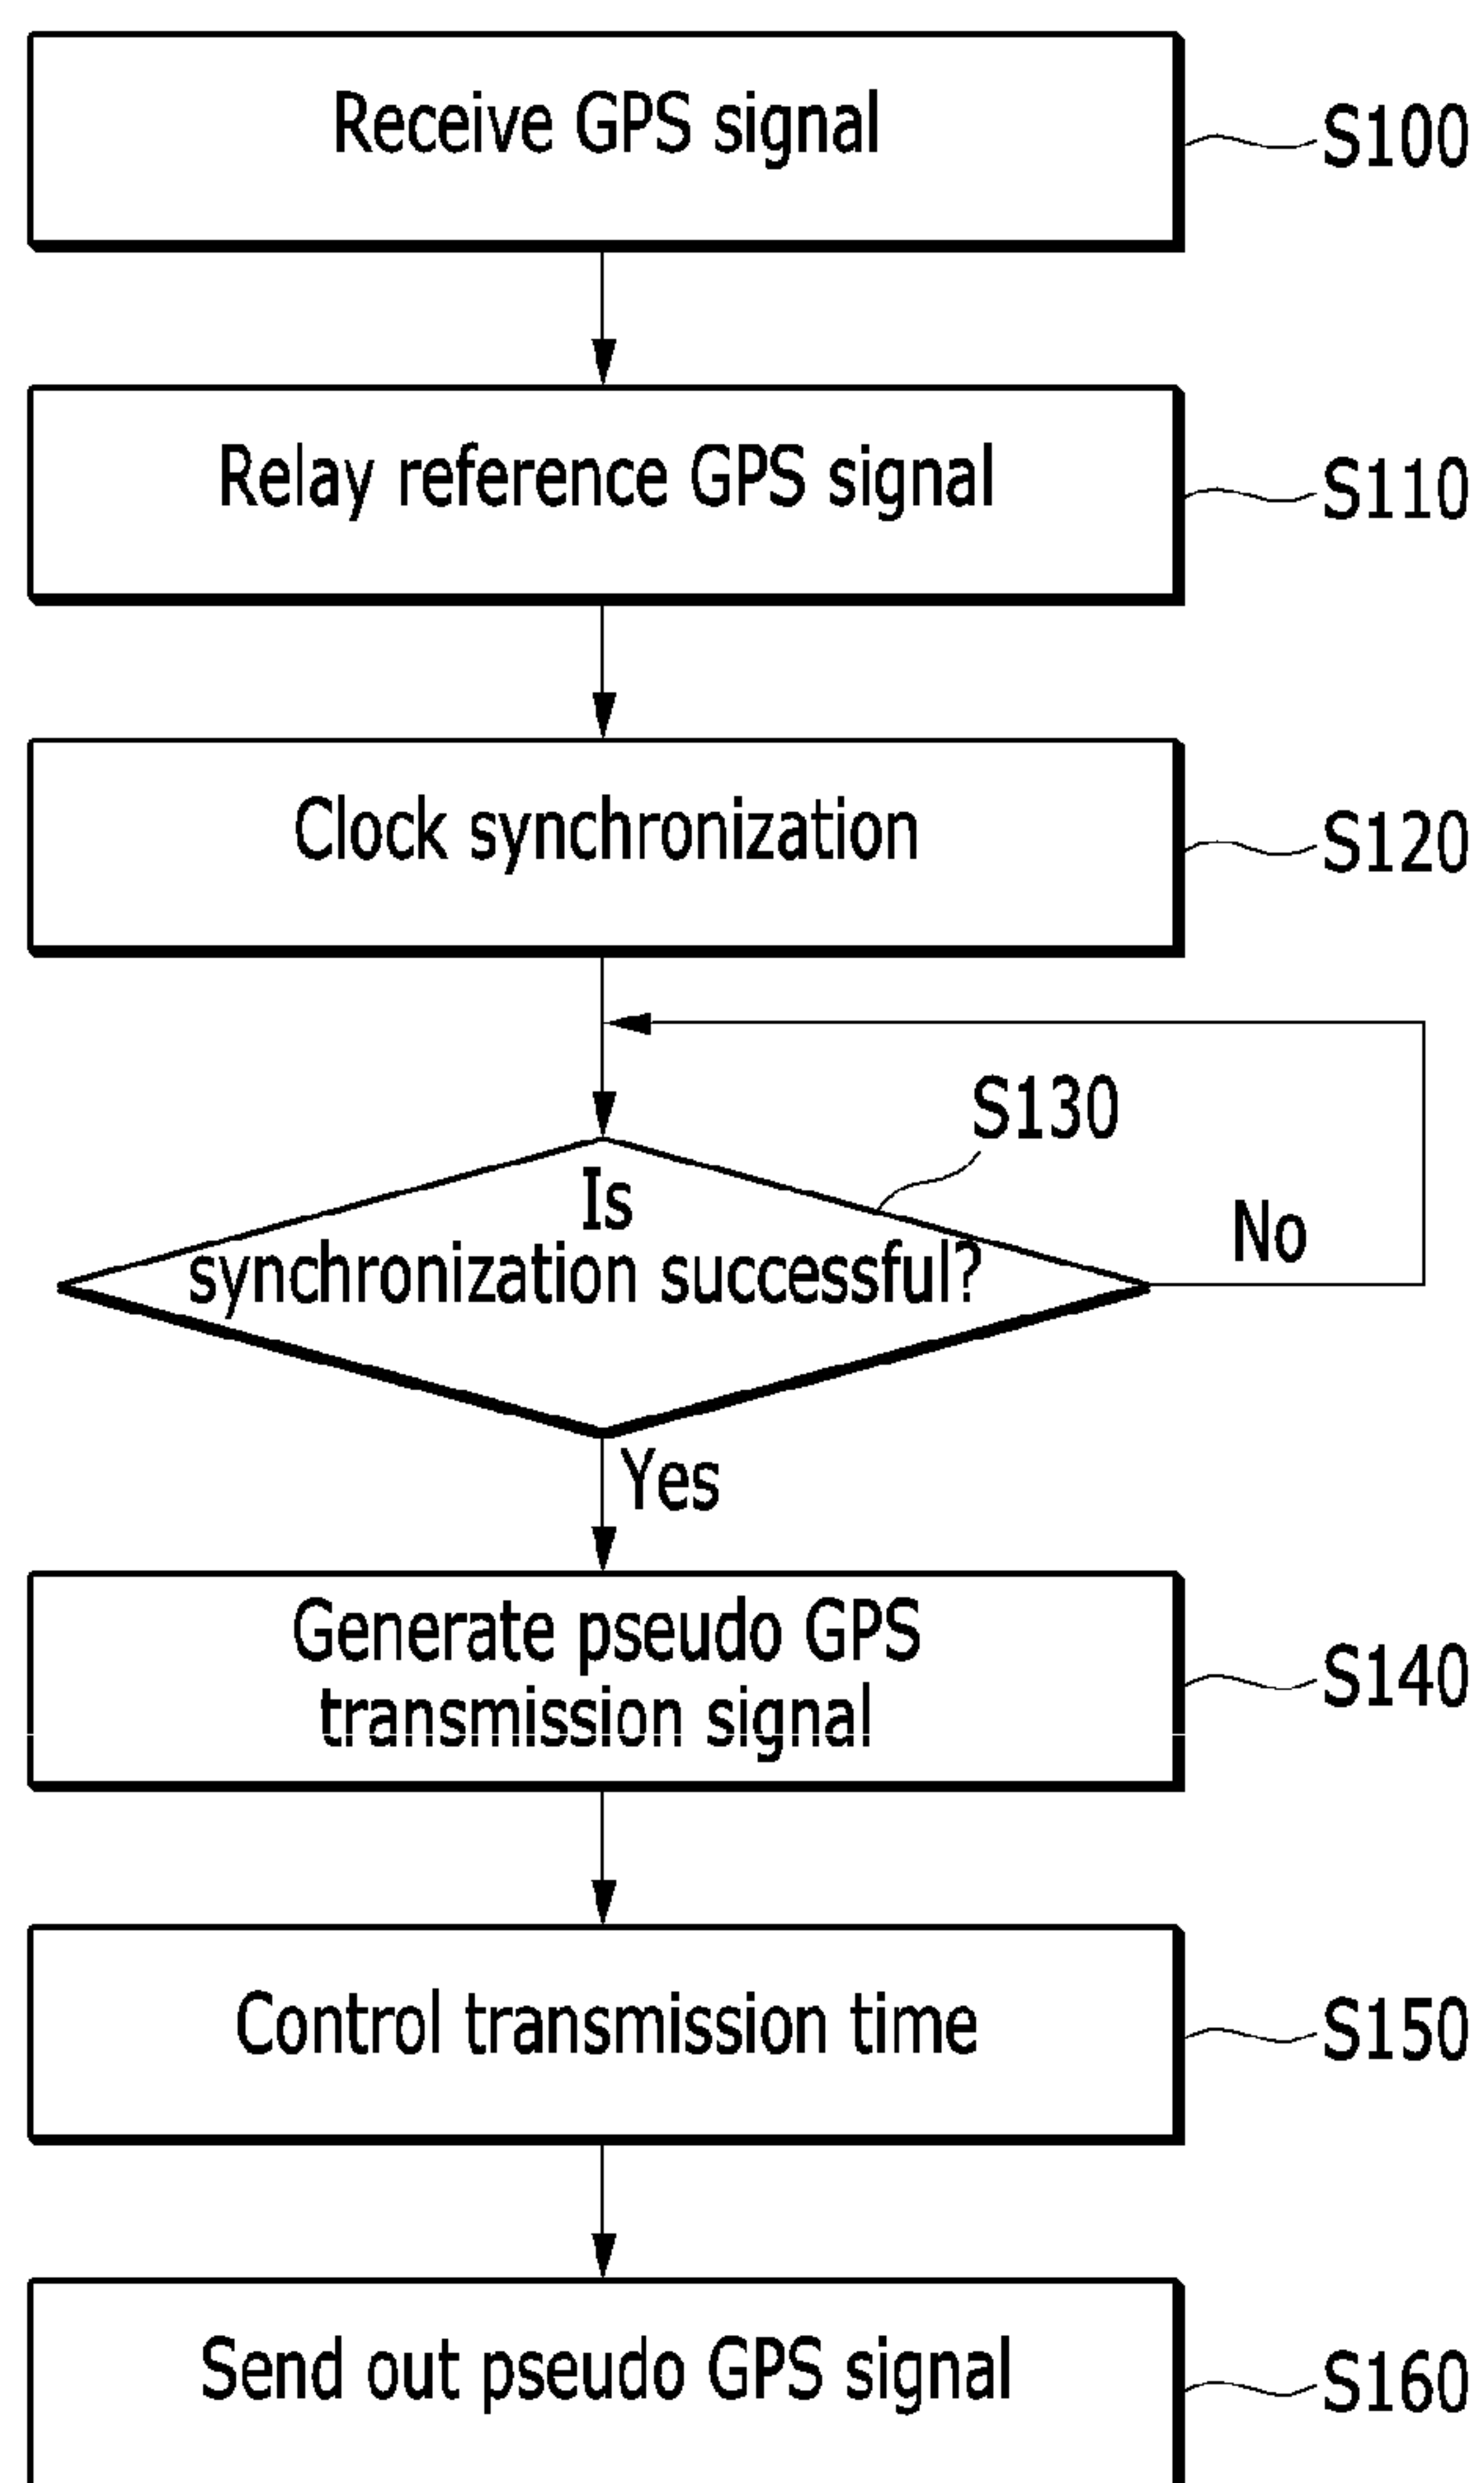 Receive GPS signal
S100
Relay reference GPS signal
S110
Clock synchronization
S120
S130
Is
synchronization successful?
No
Yes
Generate pseudo GPS
transmission signal
S140
Control transmission time
S150
Send out pseudo GPS signal
S160